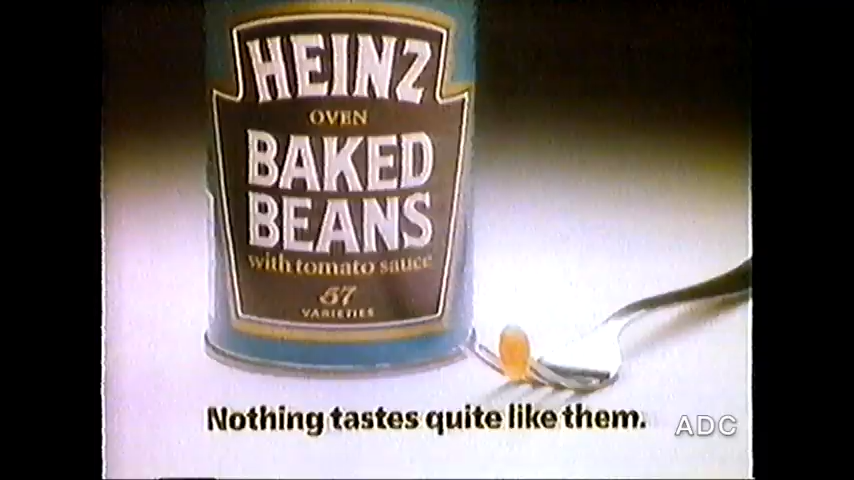 HEINZ
OVEN
BAKED
BEANS
with tomato sauce
57
VARIETIES
Nothing tastes quite like them.
ADC